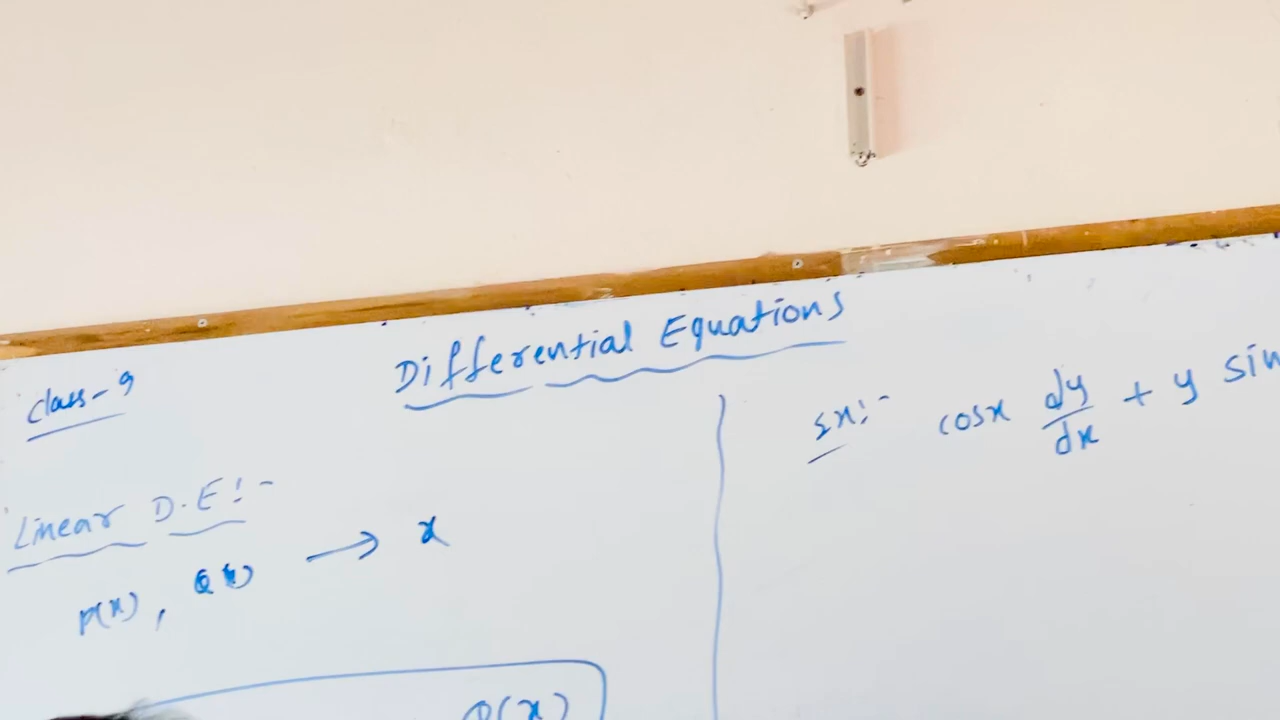 Differential Equations
Class-9
Linear D.E!-
P(x), Q(x) → x
Q(x)
Ex:- cosx dy/dx + y sin